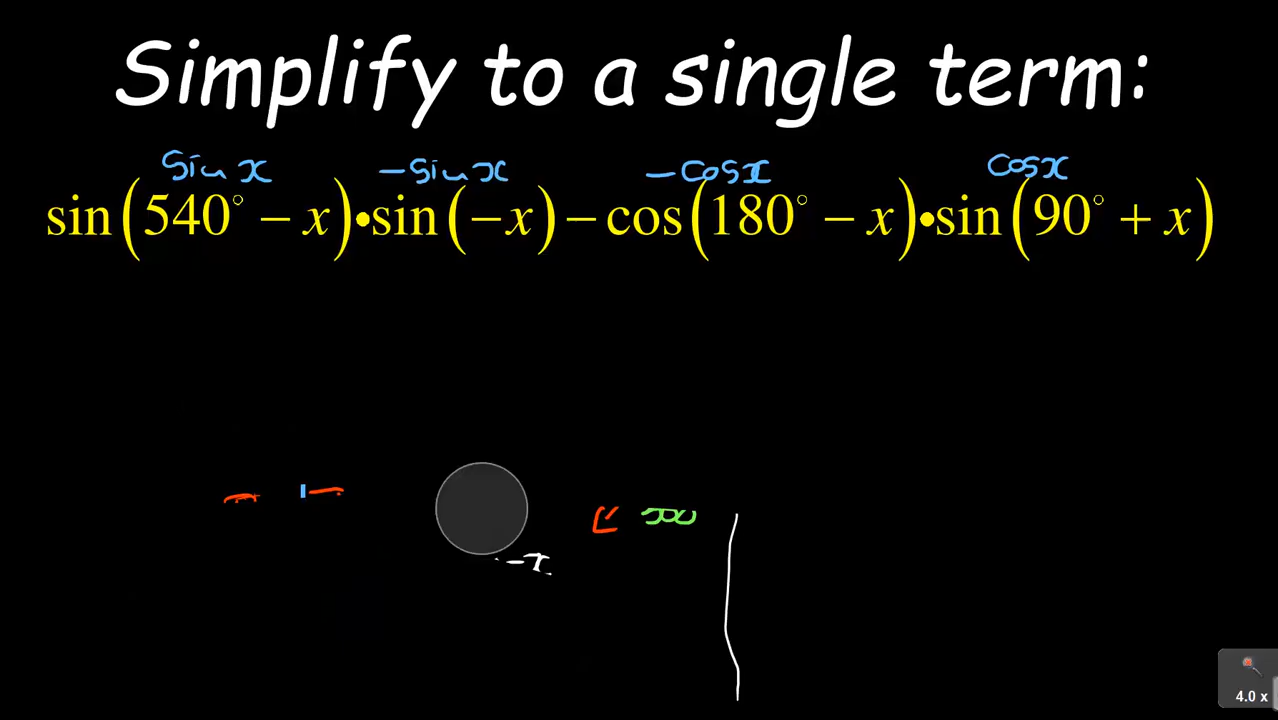 Simplify to a single term:
sin x -sin x -cos x cos x
sin(540° − x)•sin(−x) − cos(180° − x)•sin(90° + x)
-x
4.0 x